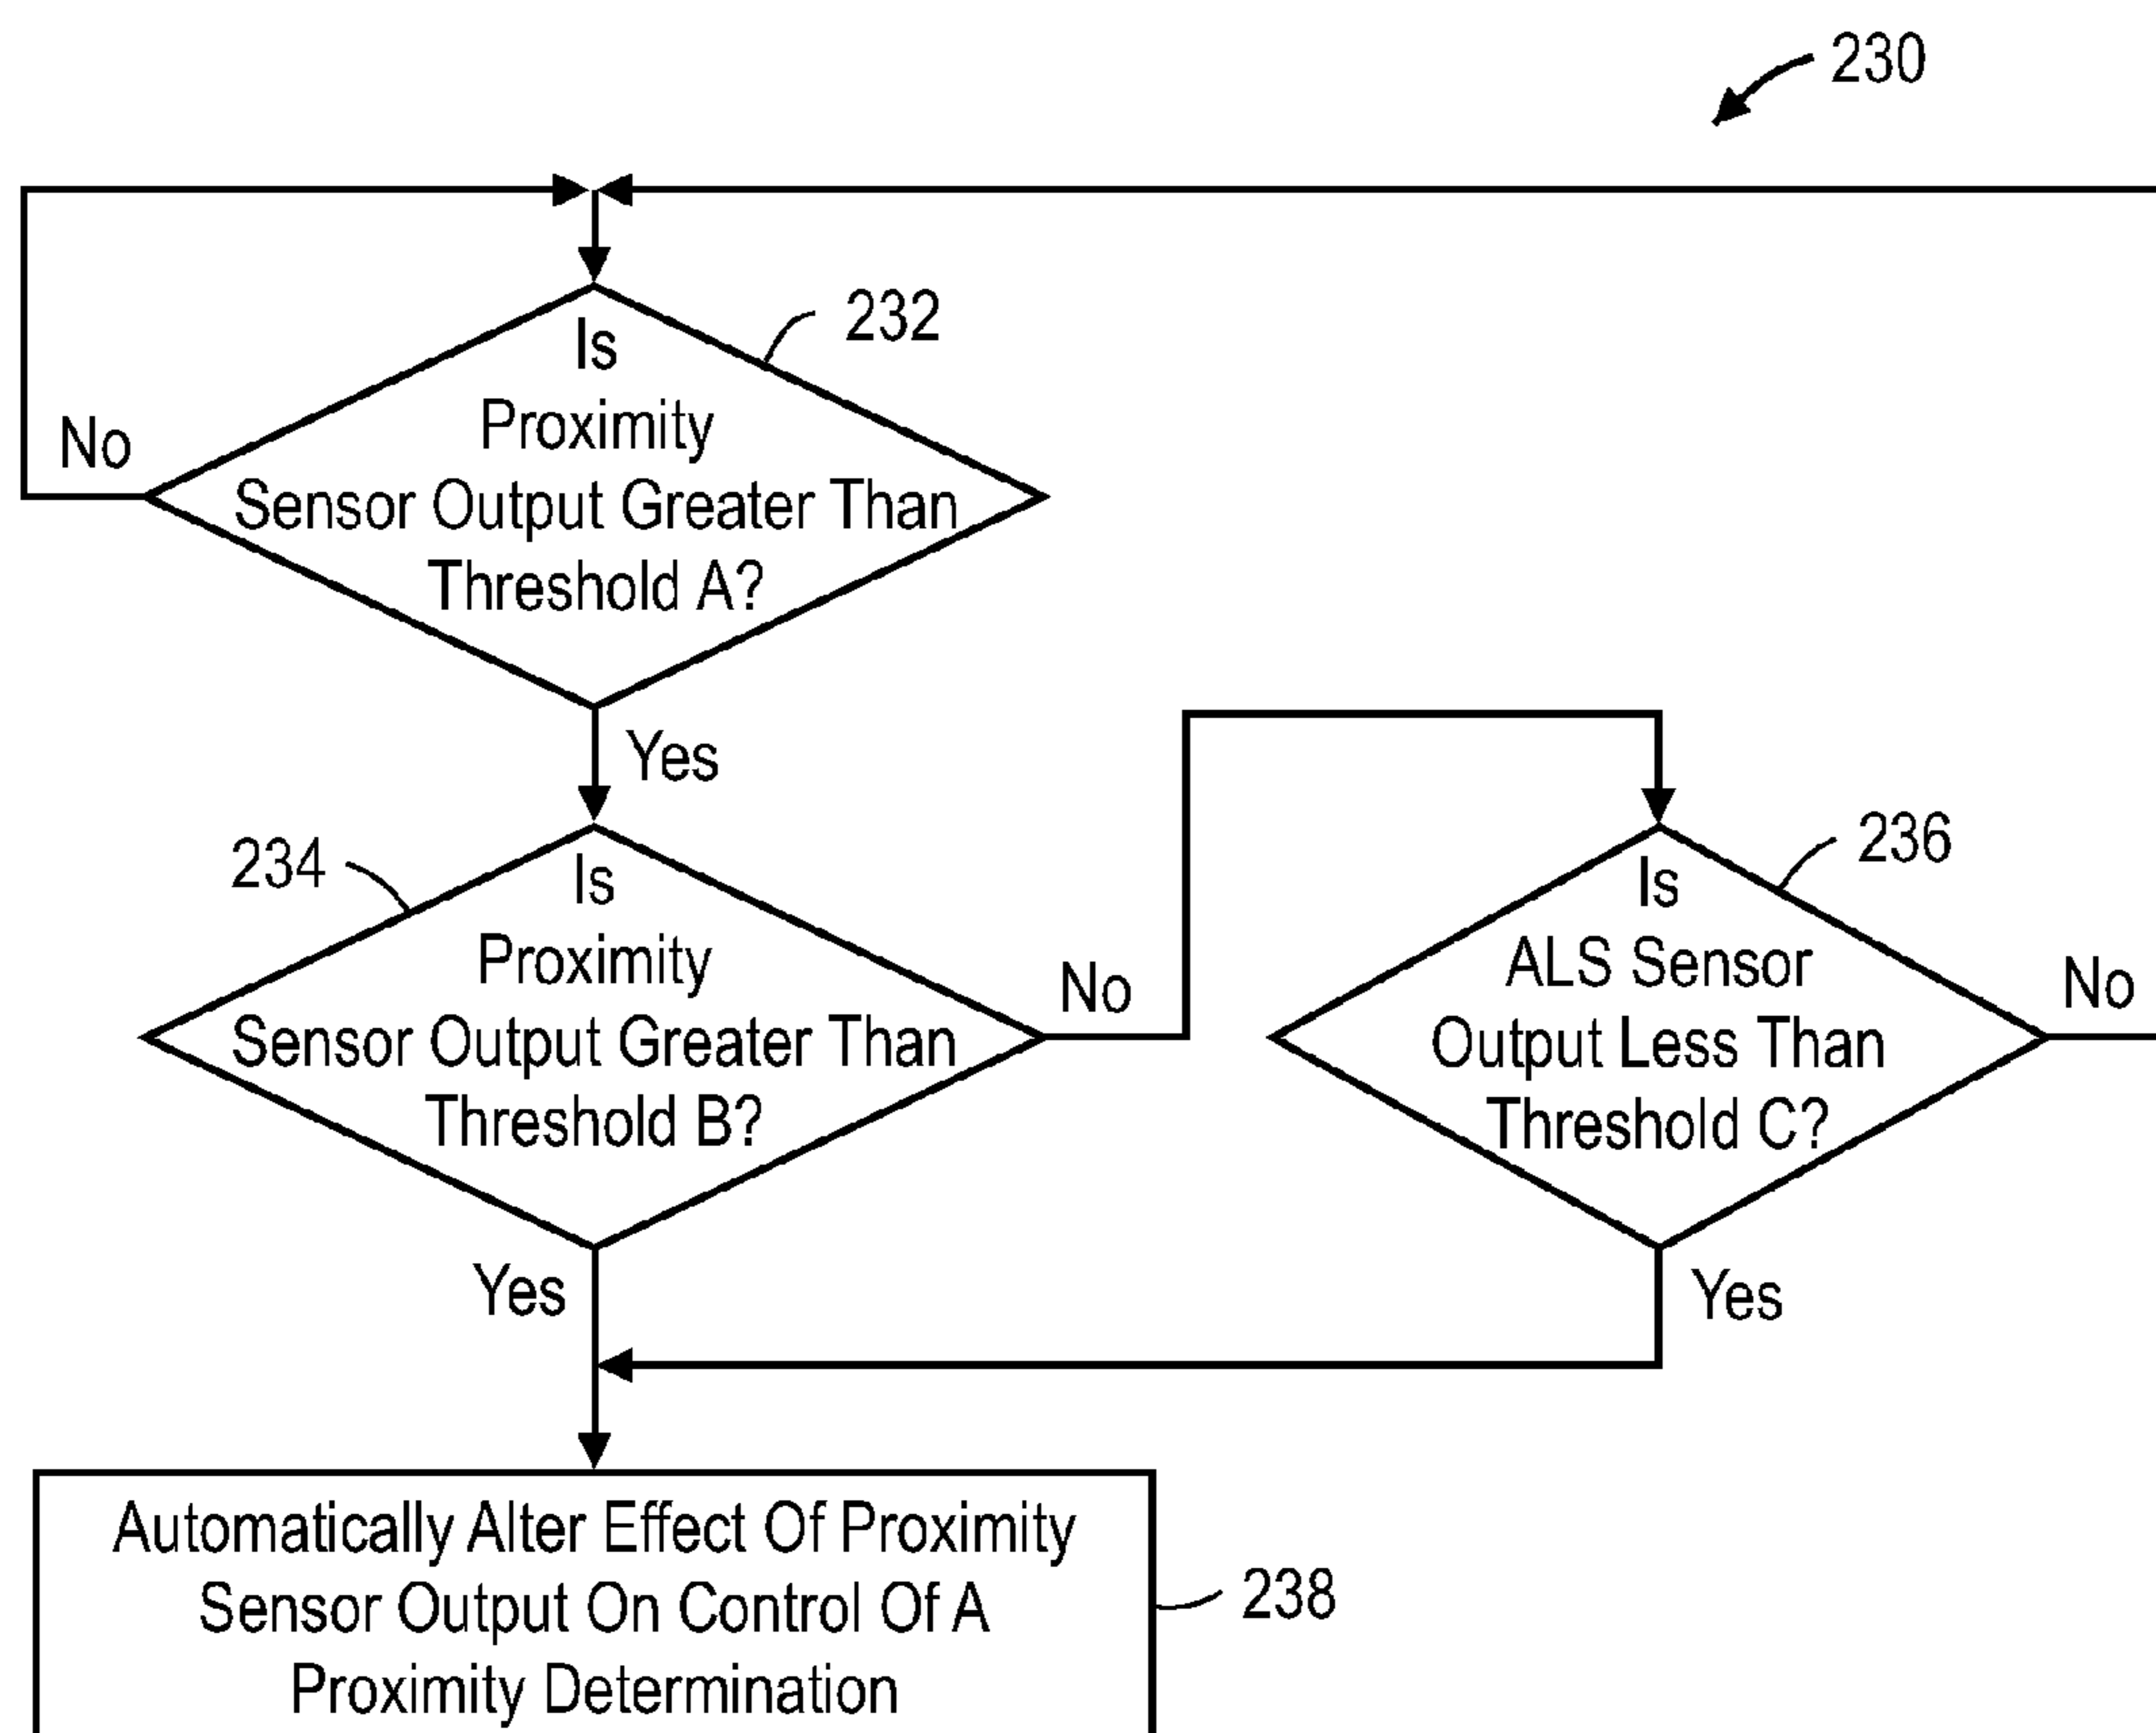 230
232
Is
Proximity
Sensor Output Greater Than
Threshold A?
No
Yes
234
Is
Proximity
Sensor Output Greater Than
Threshold B?
No
Yes
236
Is
ALS Sensor
Output Less Than
Threshold C?
No
Yes
Automatically Alter Effect Of Proximity
Sensor Output On Control Of A
Proximity Determination
238